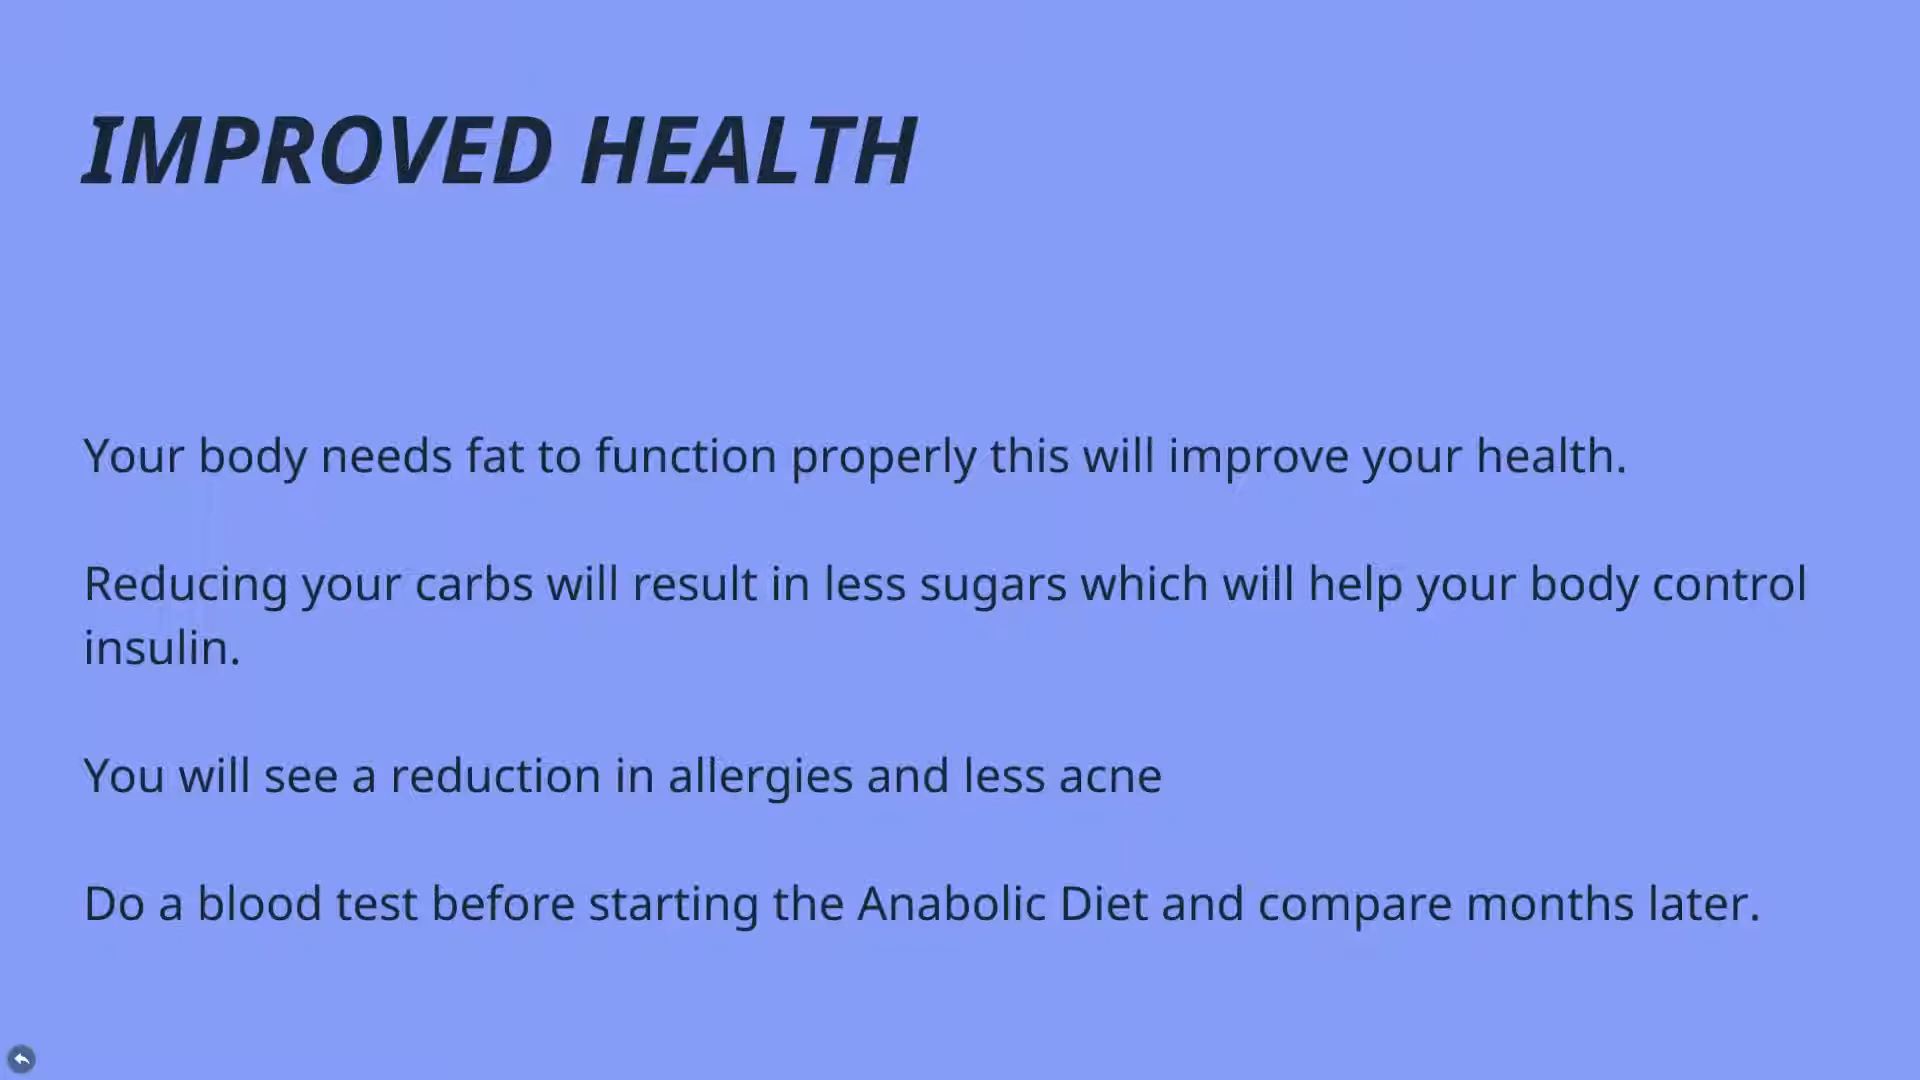 IMPROVED HEALTH
Your body needs fat to function properly this will improve your health.
Reducing your carbs will result in less sugars which will help your body control
insulin.
You will see a reduction in allergies and less acne
Do a blood test before starting the Anabolic Diet and compare months later.